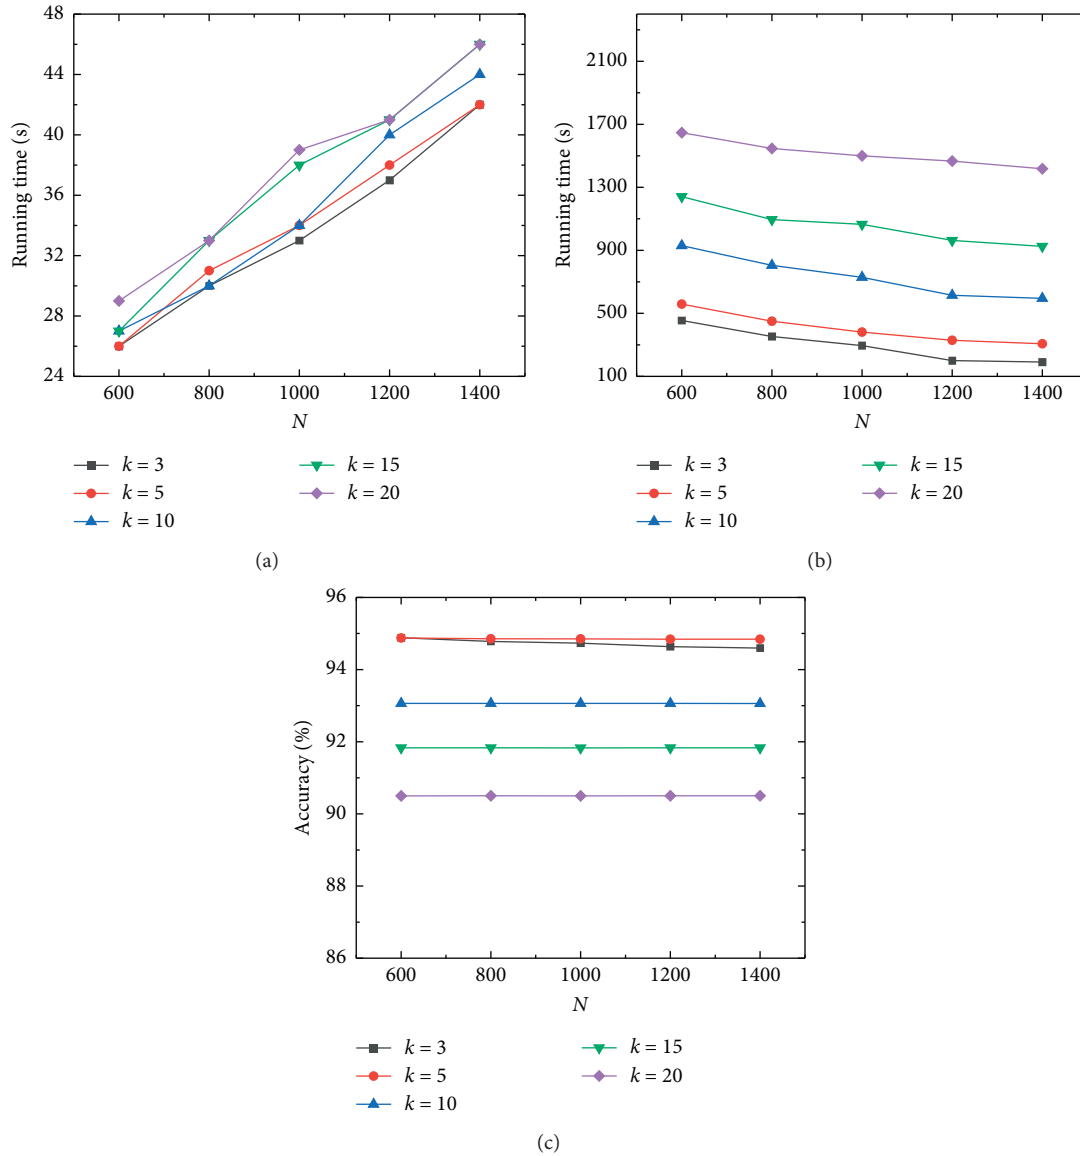 48
44
40
36
32
28
24
Running time (s)
600 800 1000 1200 1400
N
k = 3
k = 5
k = 10
k = 15
k = 20
(a)
2100
1700
1300
900
500
100
Running time (s)
600 800 1000 1200 1400
N
k = 3
k = 5
k = 10
k = 15
k = 20
(b)
96
94
92
90
88
86
Accuracy (%)
600 800 1000 1200 1400
N
k = 3
k = 5
k = 10
k = 15
k = 20
(c)